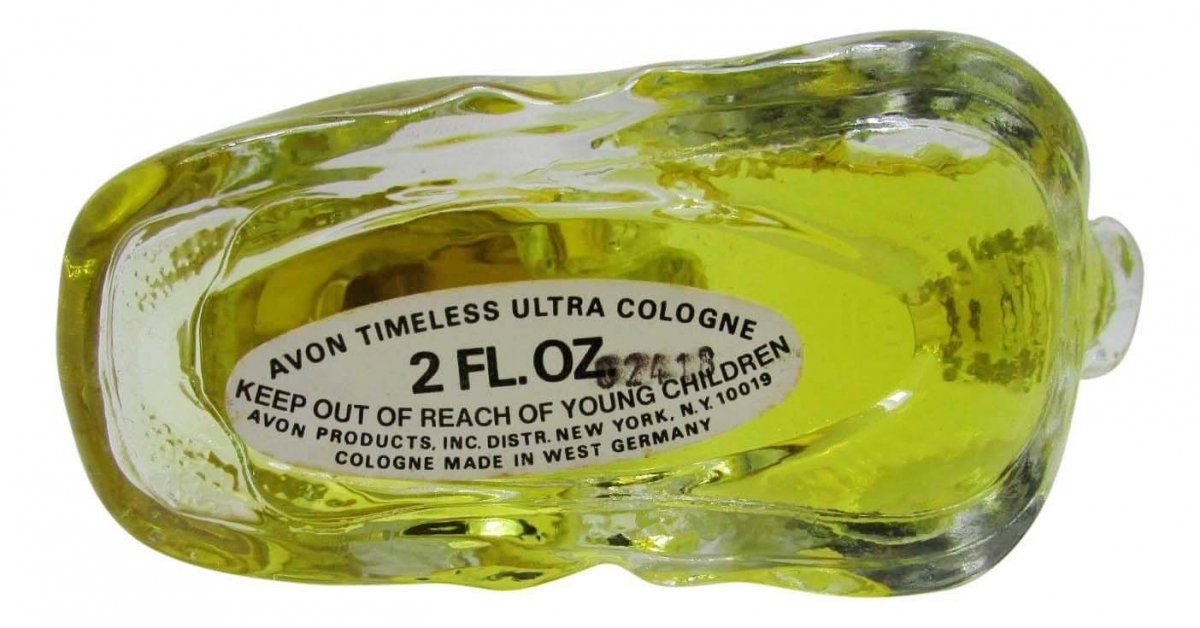 AVON TIMELESS ULTRA COLOGNE
2 FL. OZ.
KEEP OUT OF REACH OF YOUNG CHILDREN
AVON PRODUCTS, INC. DISTR. NEW YORK, N.Y. 10019
COLOGNE MADE IN WEST GERMANY